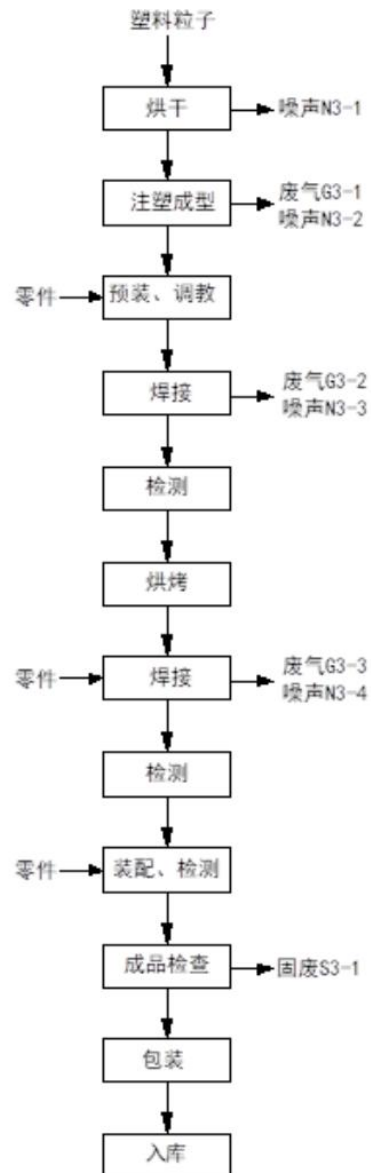 塑料粒子
烘干
噪声N3-1
注塑成型
废气G3-1
噪声N3-2
零件
预装、调教
焊接
废气G3-2
噪声N3-3
检测
烘烤
零件
焊接
废气G3-3
噪声N3-4
检测
零件
装配、检测
成品检查
固废S3-1
包装
入库